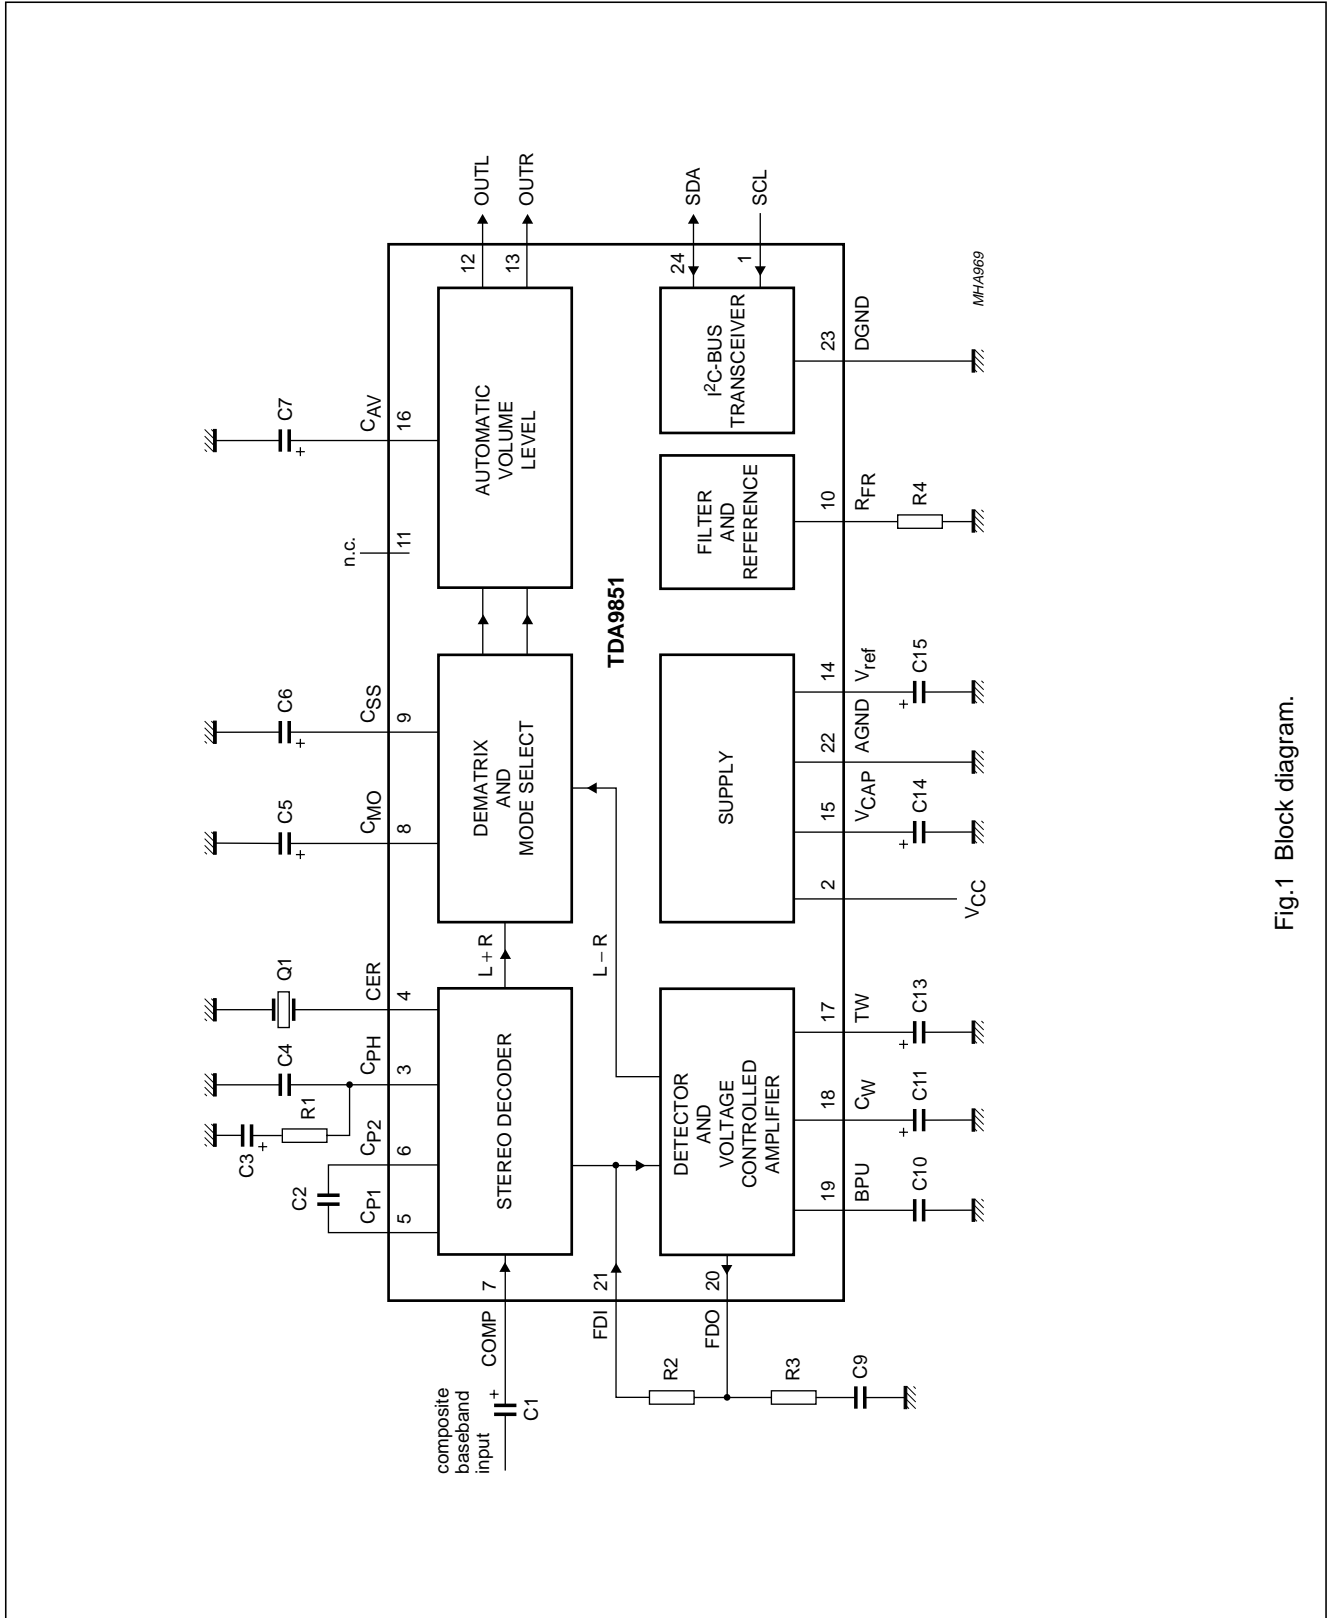 composite
baseband
input
C1
+
COMP
7
C2
CP1
5
CP2
6
C3
+
R1
C4
CPH
3
Q1
CER
4
C5
+
CMO
8
C6
+
CSS
9
n.c.
11
C7
+
CAV
16
STEREO DECODER
L + R
DEMATRIX
AND
MODE SELECT
AUTOMATIC
VOLUME
LEVEL
12
OUTL
13
OUTR
L − R
TDA9851
FDI
21
FDO
20
R2
R3
C9
DETECTOR
AND
VOLTAGE
CONTROLLED
AMPLIFIER
SUPPLY
FILTER
AND
REFERENCE
I2C-BUS
TRANSCEIVER
24
SDA
1
SCL
19
BPU
C10
18
CW
+
C11
17
TW
+
C13
2
VCC
15
VCAP
+
C14
22
AGND
14
Vref
+
C15
10
RFR
R4
23
DGND
MHA969
Fig.1 Block diagram.